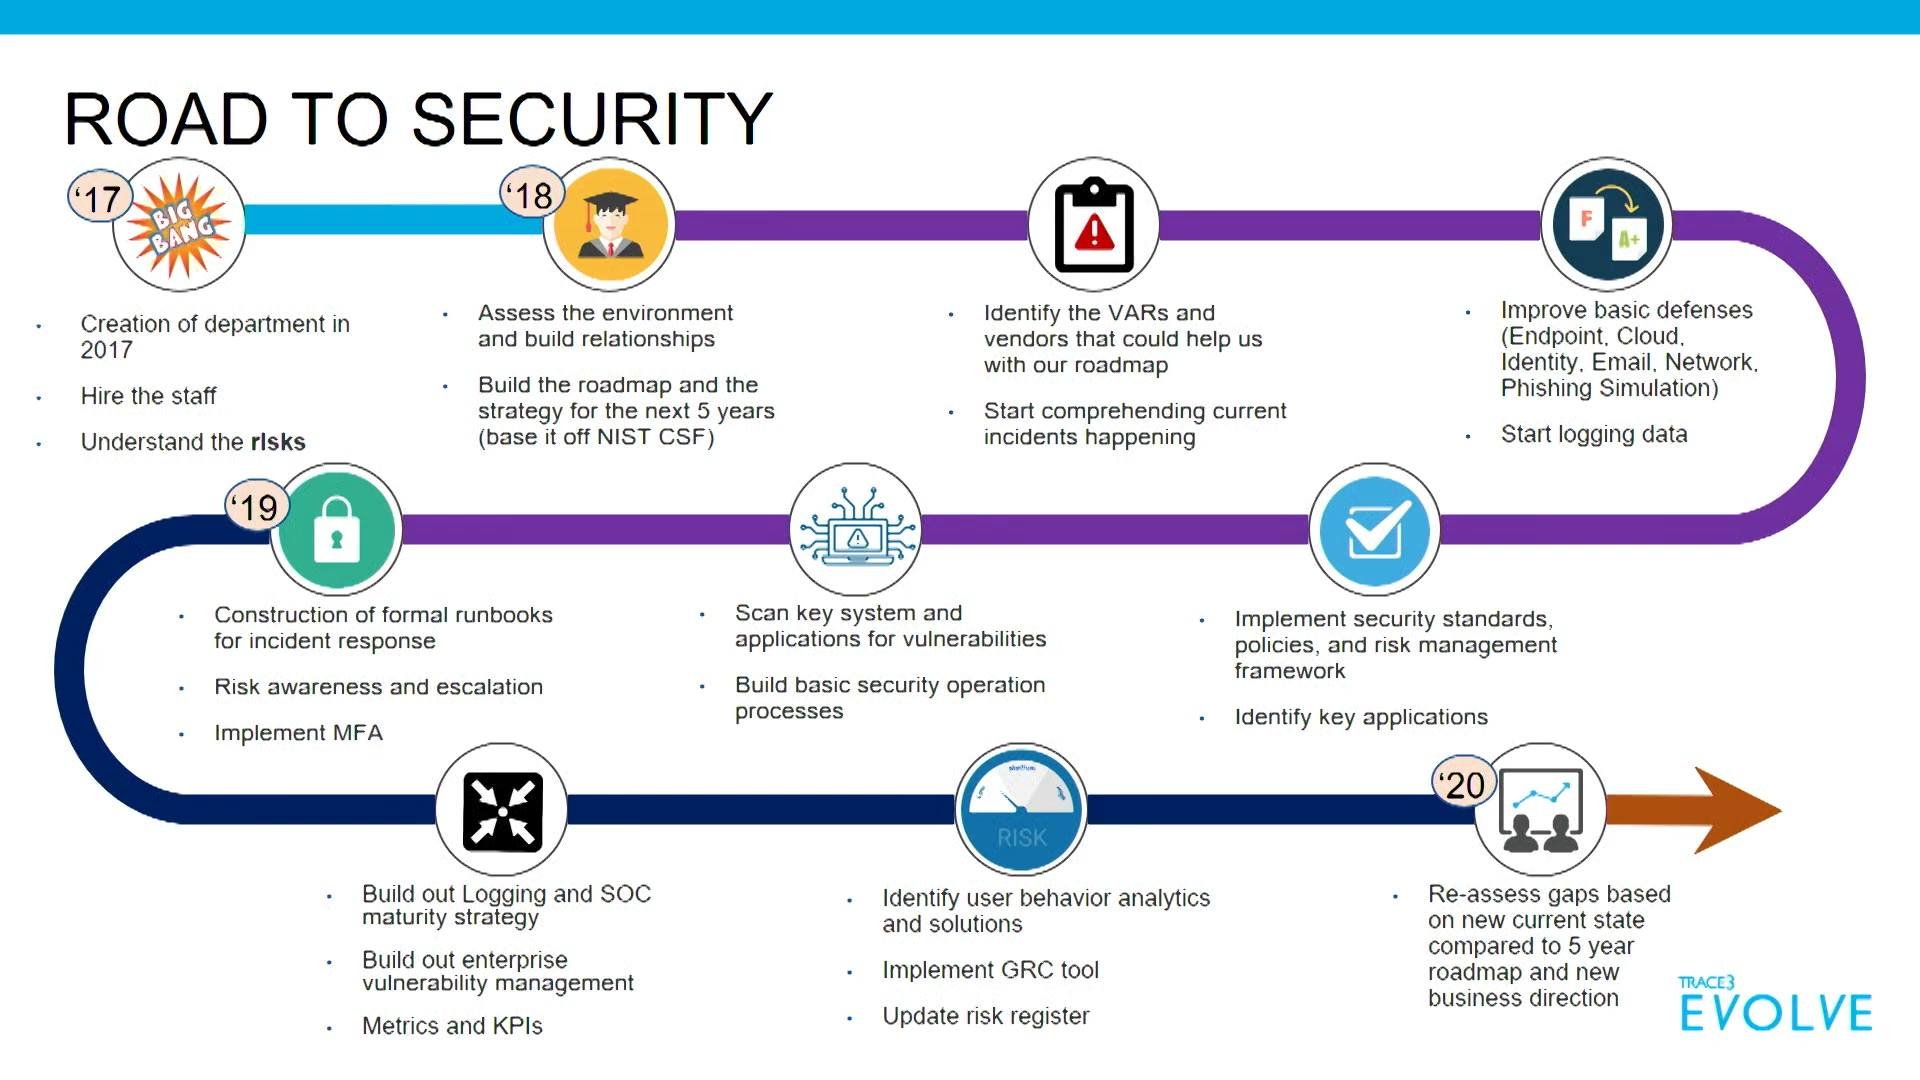 ROAD TO SECURITY
‘17
BIG
BANG
‘18
F
A+
Creation of department in
2017
Hire the staff
Understand the risks
Assess the environment
and build relationships
Build the roadmap and the
strategy for the next 5 years
(base it off NIST CSF)
Identify the VARs and
vendors that could help us
with our roadmap
Start comprehending current
incidents happening
Improve basic defenses
(Endpoint, Cloud,
Identity, Email, Network,
Phishing Simulation)
Start logging data
‘19
Construction of formal runbooks
for incident response
Risk awareness and escalation
Implement MFA
Scan key system and
applications for vulnerabilities
Build basic security operation
processes
Implement security standards,
policies, and risk management
framework
Identify key applications
RISK
‘20
Build out Logging and SOC
maturity strategy
Build out enterprise
vulnerability management
Metrics and KPIs
Identify user behavior analytics
and solutions
Implement GRC tool
Update risk register
Re-assess gaps based
on new current state
compared to 5 year
roadmap and new
business direction
TRACE3
EVOLVE